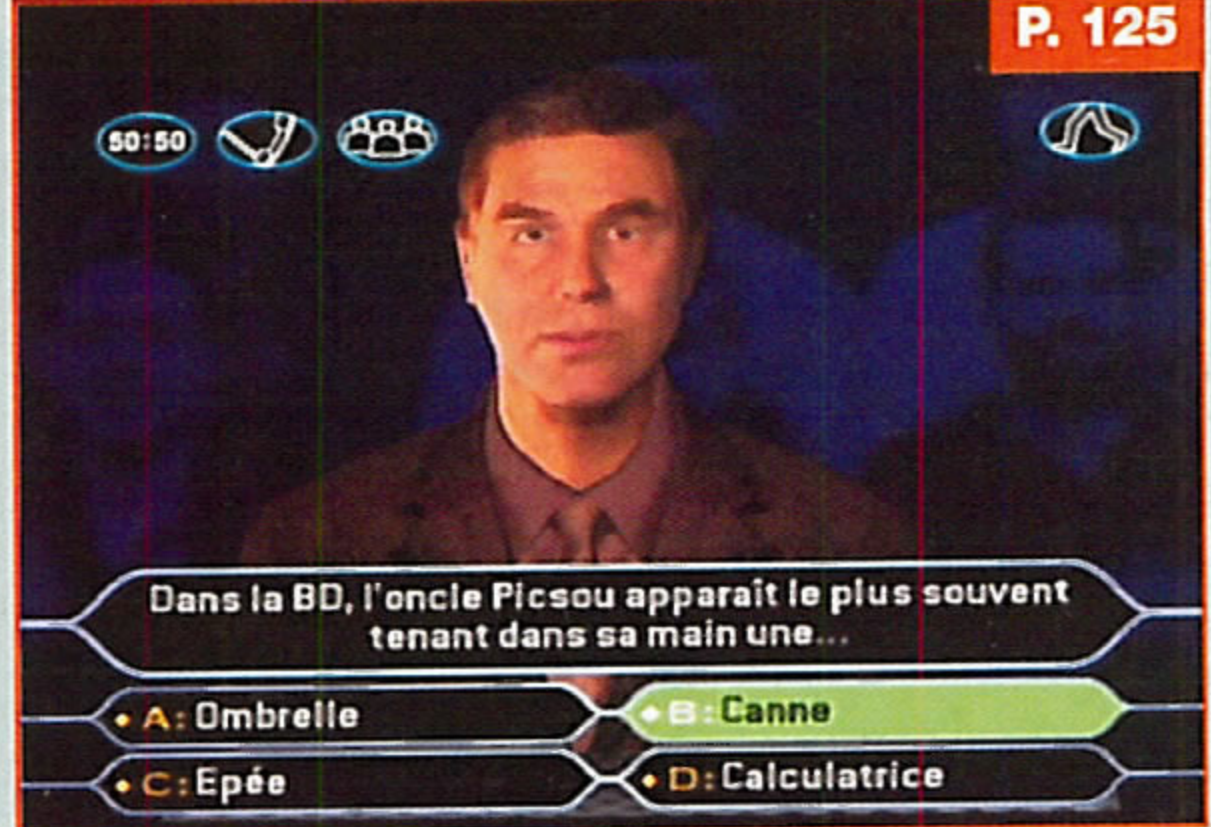 P. 125
50:50
Dans la BD, l'oncle Picsou apparaît le plus souvent
tenant dans sa main une...
A: Ombrelle
B: Canne
C: Epée
D: Calculatrice